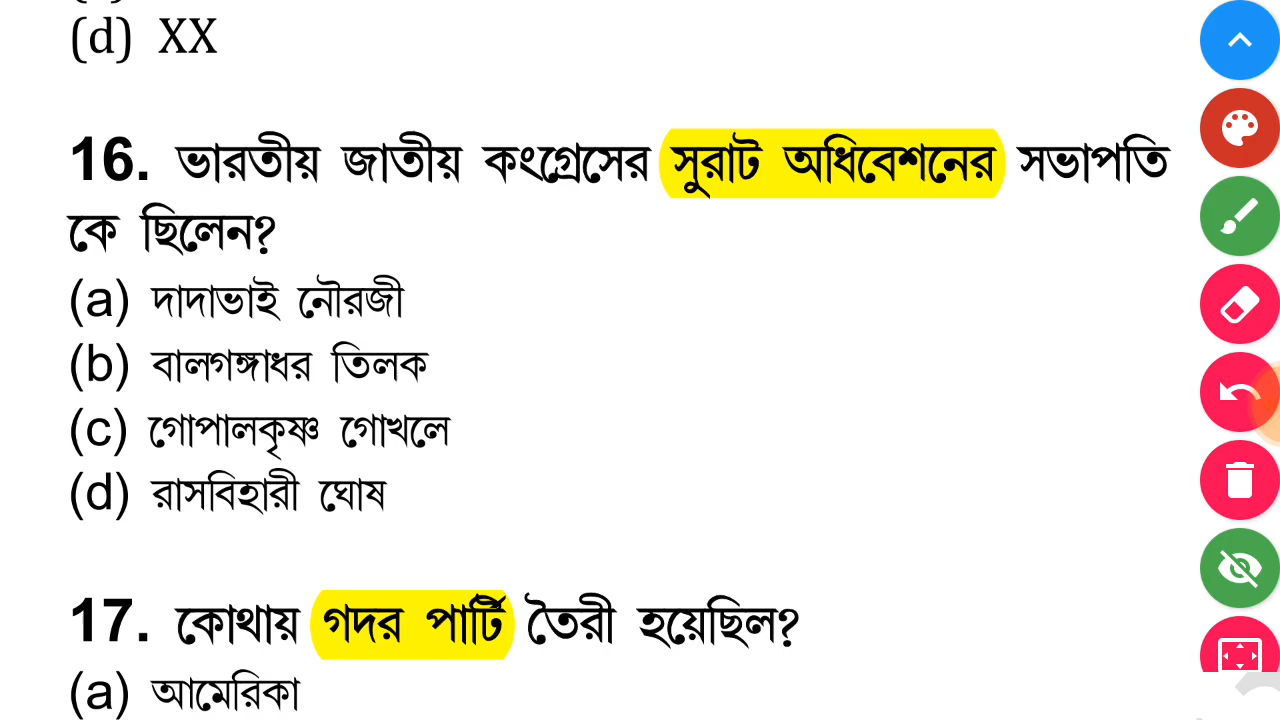 (d) XX
16. ভারতীয় জাতীয় কংগ্রেসের সুরাট অধিবেশনের সভাপতি
কে ছিলেন?
(a) দাদাভাই নৌরজী
(b) বালগঙ্গাধর তিলক
(c) গোপালকৃষ্ণ গোখলে
(d) রাসবিহারী ঘোষ
17. কোথায় গদর পার্টি তৈরী হয়েছিল?
(a) আমেরিকা